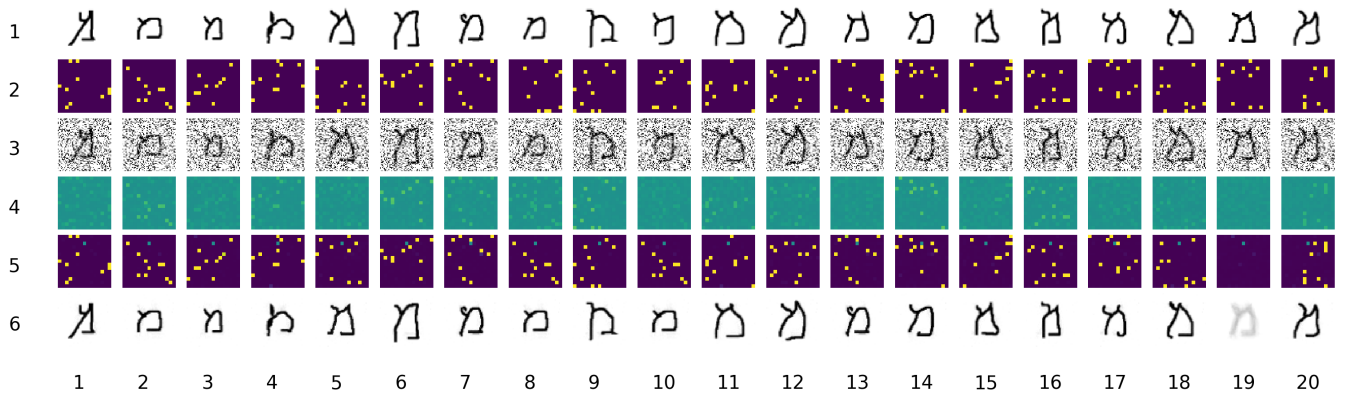 1 מ מ מ מ מ מ מ מ מ מ מ מ מ מ מ מ מ מ מ מ
2
3 מ מ מ מ מ מ מ מ מ מ מ מ מ מ מ מ מ מ מ מ
4
5
6 מ מ מ מ מ מ מ מ מ מ מ מ מ מ מ מ מ מ מ מ
1 2 3 4 5 6 7 8 9 10 11 12 13 14 15 16 17 18 19 20